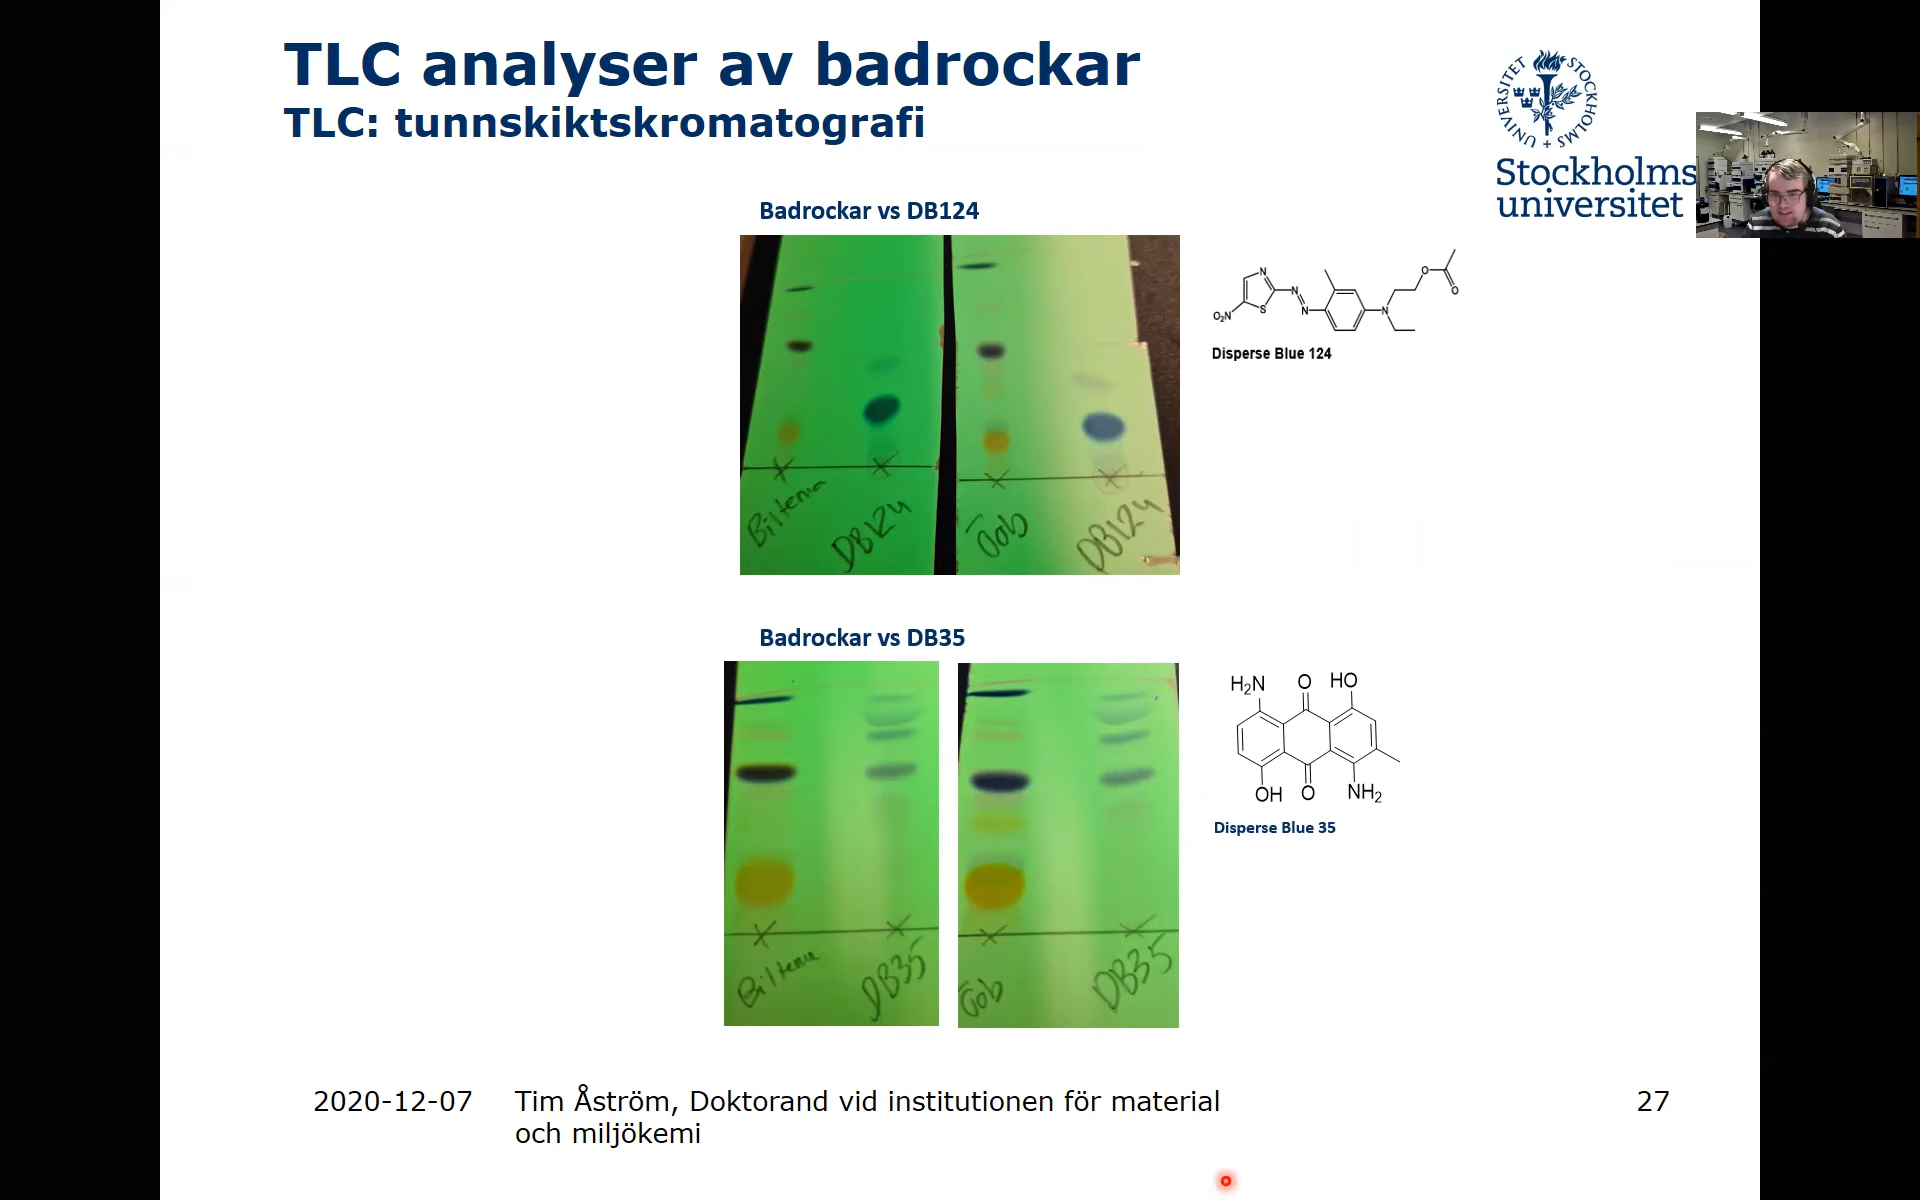 TLC analyser av badrockar
TLC: tunnskiktskromatografi
UNIVERSITET STOCKHOLMS
Stockholms
universitet
Badrockar vs DB124
Biltema
DB124
DB124
N
S
O₂N
N
N
N
O
O
Disperse Blue 124
Badrockar vs DB35
Biltema
DB35
DB35
H₂N
O
HO
OH
O
NH₂
Disperse Blue 35
2020-12-07
Tim Åström, Doktorand vid institutionen för material
och miljökemi
27